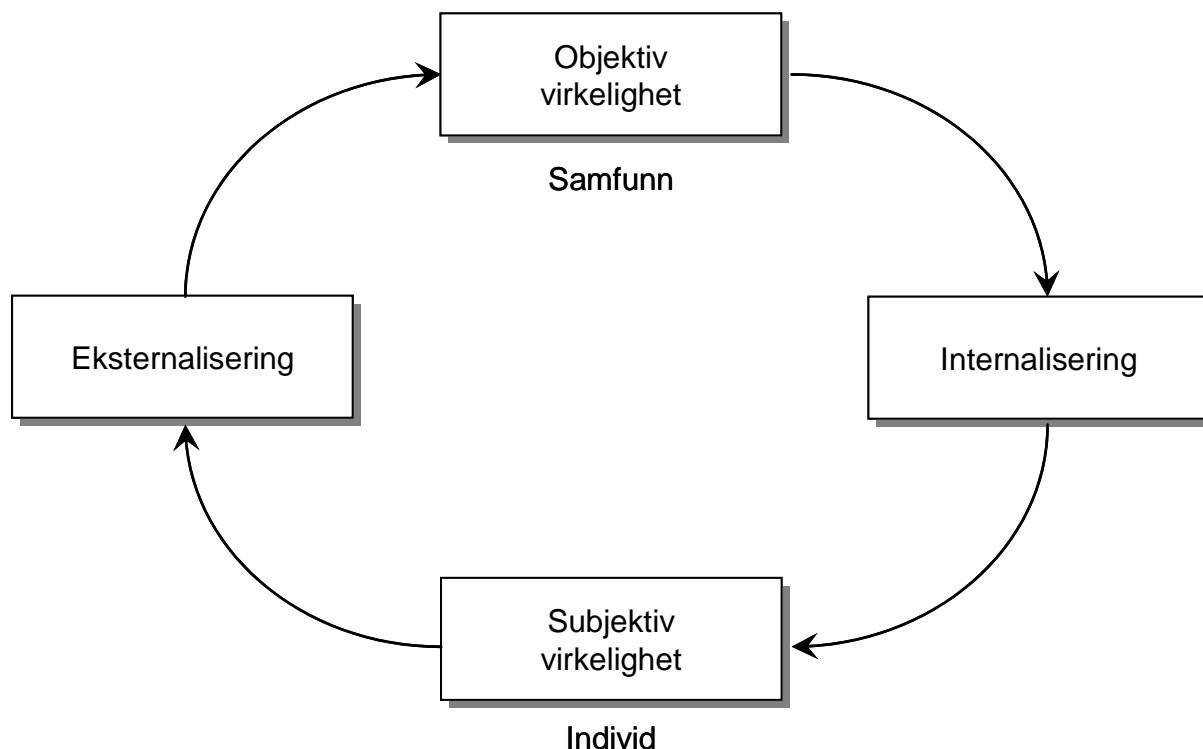 Objektiv
virkelighet
Samfunn
Eksternalisering
Internalisering
Subjektiv
virkelighet
Individ